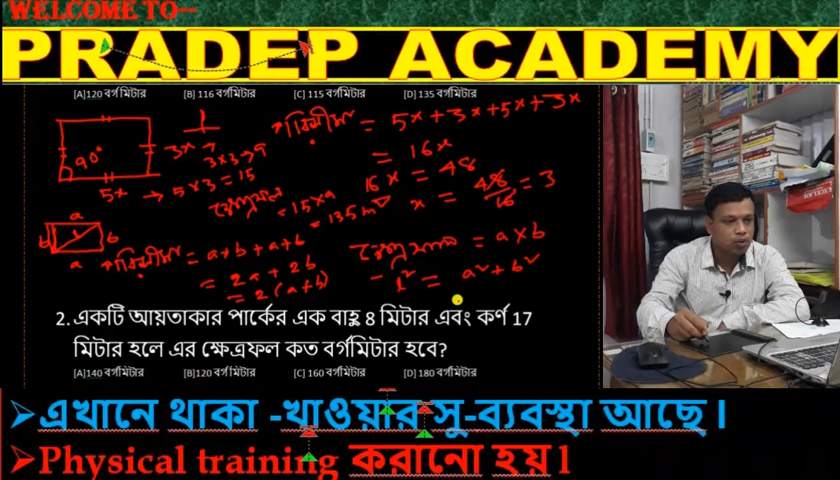 WELCOME TO--
PRADEP ACADEMY
[A]120 বর্গমিটার [B] 116 বর্গমিটার [C] 115 বর্গমিটার [D] 135 বর্গমিটার
পরিসীমা = 5x + 3x + 5x + 3x
= 16x
16x = 48
x = 48/16 = 3
90°
3x →
3×3 → 9
5x → 5×3 = 15
ক্ষেত্রফল = 15×9
= 135 m
a
b b
a
পরিসীমা = a+b+a+b
= 2a + 2b
= 2(a+b)
ক্ষেত্রফল = a×b
= a² + b²
2. একটি আয়তাকার পার্কের এক বাহু 8 মিটার এবং কর্ণ 17
মিটার হলে এর ক্ষেত্রফল কত বর্গমিটার হবে?
[A]140 বর্গমিটার [B]120 বর্গ মিটার [C] 160 বর্গমিটার [D] 180 বর্গমিটার
➢এখানে থাকা -খাওয়ার সু-ব্যবস্থা আছে।
➢Physical training করানো হয় l